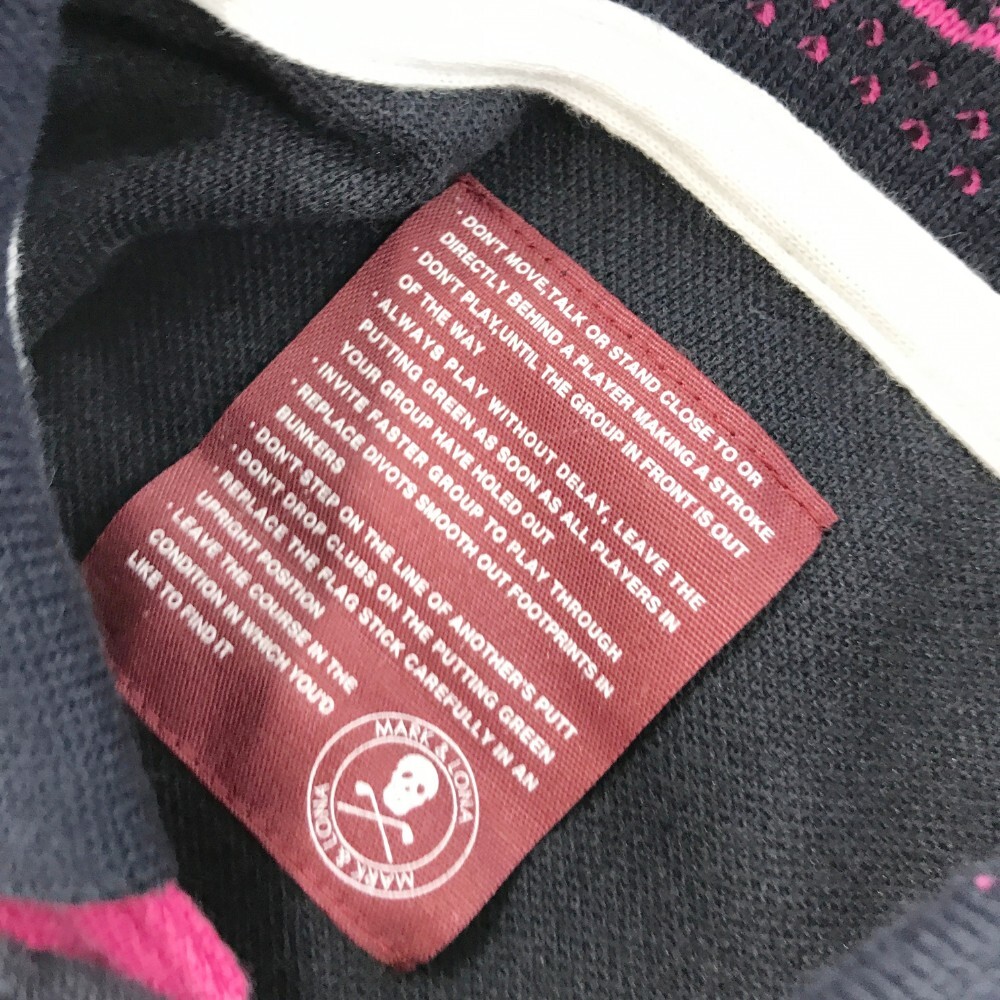 · DON'T MOVE,TALK OR STAND CLOSE TO OR
DIRECTLY BEHIND A PLAYER MAKING A STROKE
· DON'T PLAY,UNTIL THE GROUP IN FRONT IS OUT
OF THE WAY
· ALWAYS PLAY WITHOUT DELAY, LEAVE THE
PUTTING GREEN AS SOON AS ALL PLAYERS IN
YOUR GROUP HAVE HOLED OUT
· INVITE FASTER GROUP TO PLAY THROUGH
· REPLACE DIVOTS SMOOTH OUT FOOTPRINTS IN
BUNKERS
· DON'T STEP ON THE LINE OF ANOTHER'S PUTT
· DON'T DROP CLUBS ON THE PUTTING GREEN
· REPLACE THE FLAG STICK CAREFULLY IN AN
UPRIGHT POSITION
· LEAVE THE COURSE IN THE
CONDITION IN WHICH YOU'D
LIKE TO FIND IT
MARK & LONA
MARK & LONA